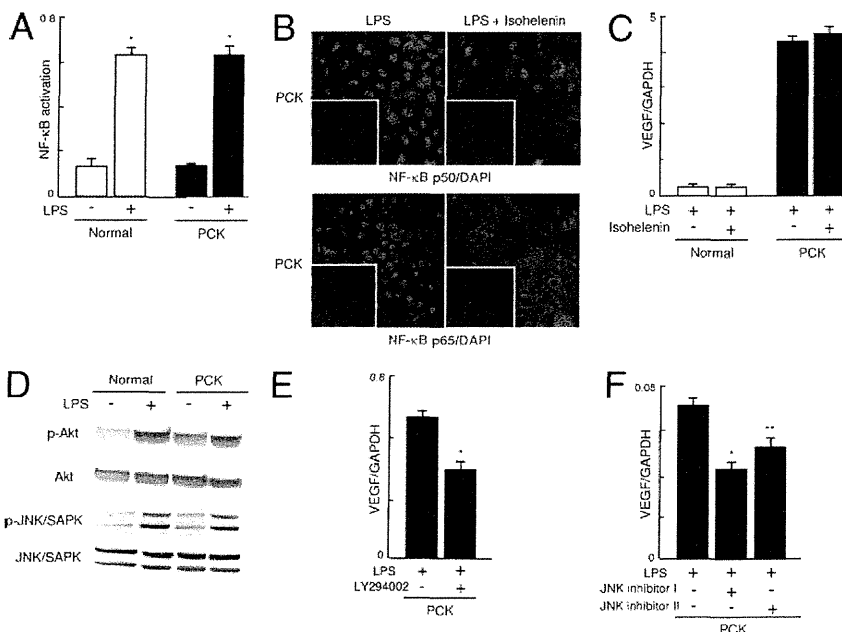 A
0.8
NF-κB activation
0
*
*
LPS
- + - +
Normal PCK
B
LPS LPS + Isohelenin
PCK
NF-κB p50/DAPI
PCK
NF-κB p65/DAPI
C
5
VEGF/GAPDH
0
LPS + + + +
Isohelenin - + - +
Normal PCK
D
Normal PCK
LPS - + - +
p-Akt
Akt
p-JNK/SAPK
JNK/SAPK
E
0.8
VEGF/GAPDH
0
*
LPS + +
LY294002 - +
PCK
F
0.05
VEGF/GAPDH
0
*
**
LPS + + +
JNK inhibitor I - + -
JNK inhibitor II - - +
PCK